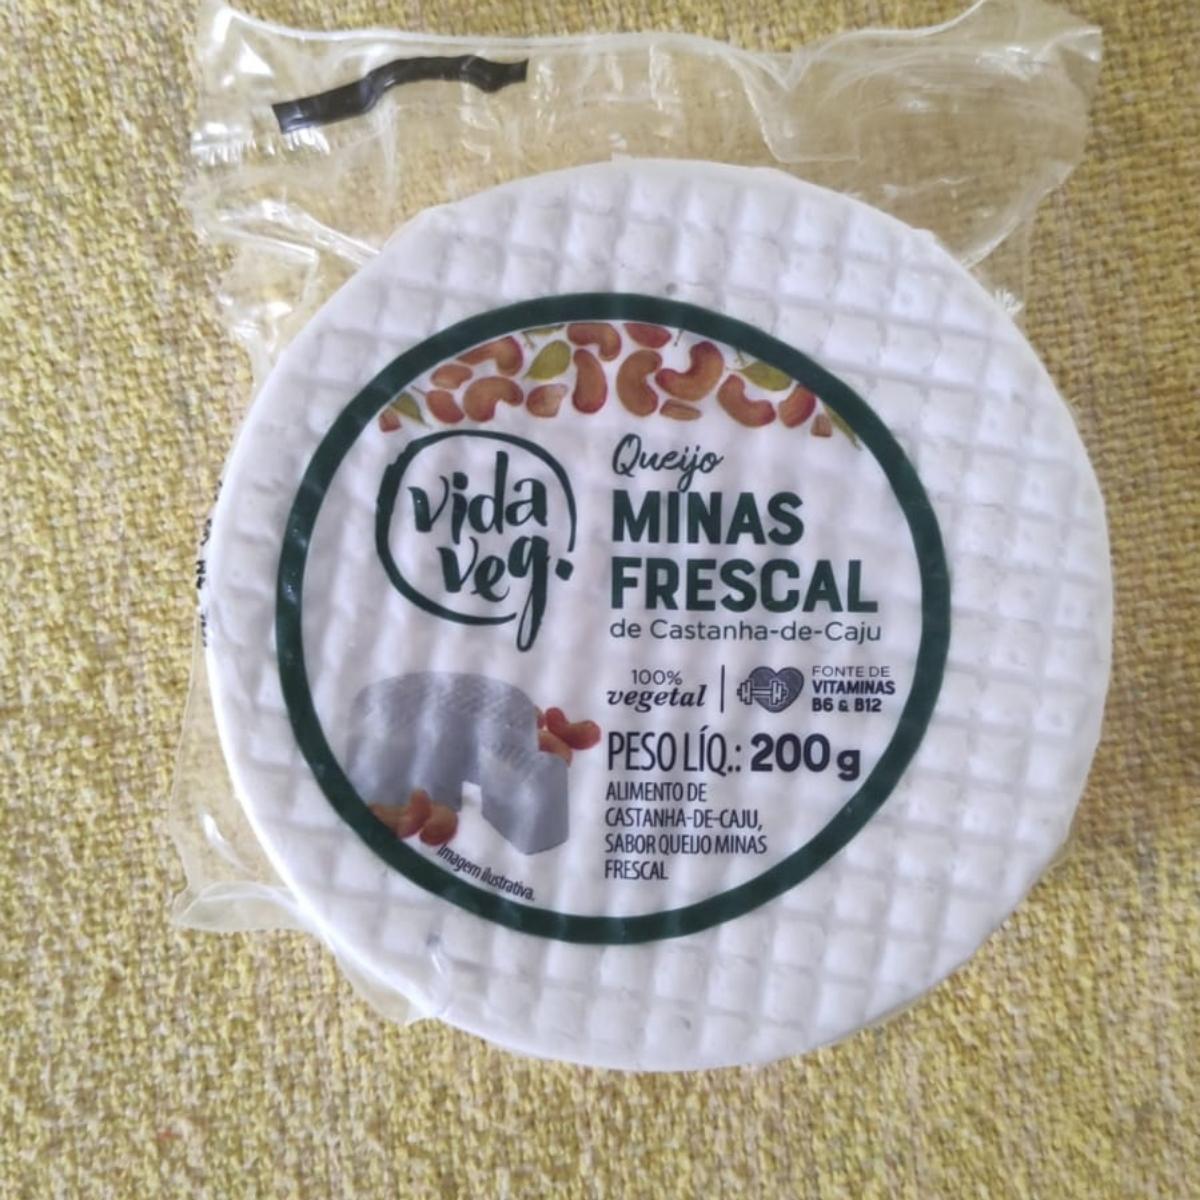 vida
veg.
Queijo
MINAS
FRESCAL
de Castanha-de-Caju
100%
vegetal
FONTE DE
VITAMINAS
B6 & B12
PESO LÍQ.: 200g
ALIMENTO DE
CASTANHA-DE-CAJU,
SABOR QUEIJO MINAS
FRESCAL
Imagem ilustrativa.